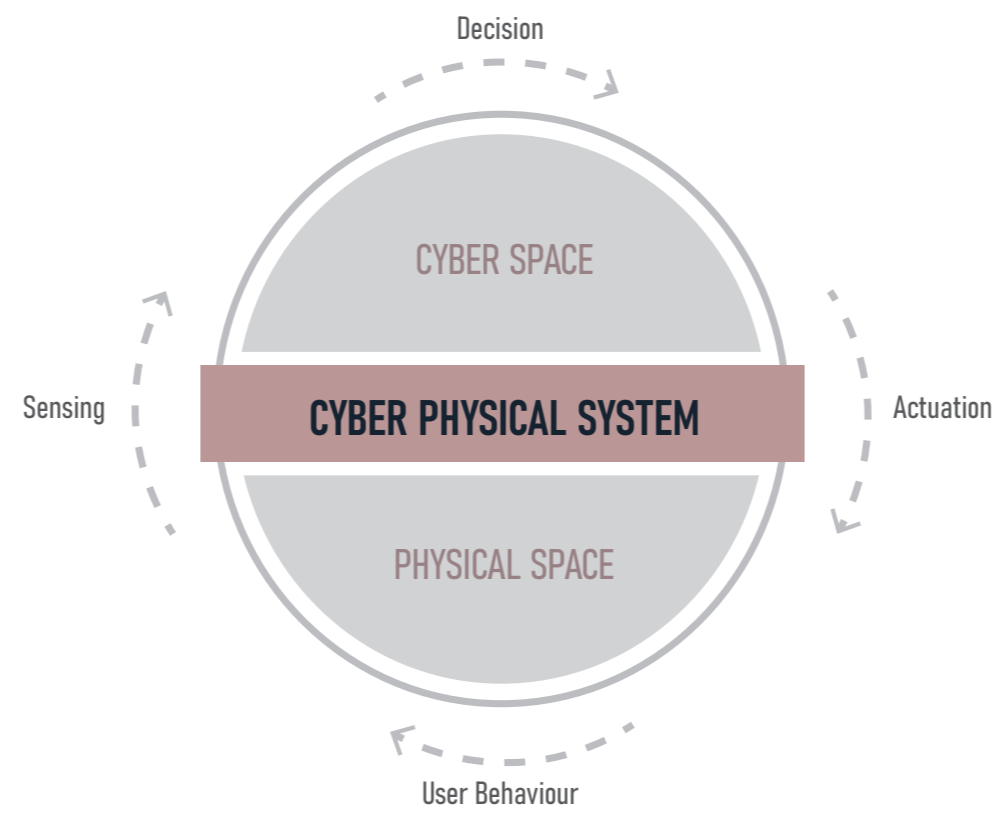 Decision
CYBER SPACE
Sensing
CYBER PHYSICAL SYSTEM
Actuation
PHYSICAL SPACE
User Behaviour